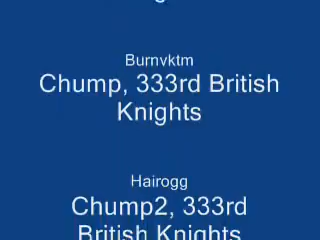 Burnvktm
Chump, 333rd British
Knights
Hairogg
Chump2, 333rd
British Knights